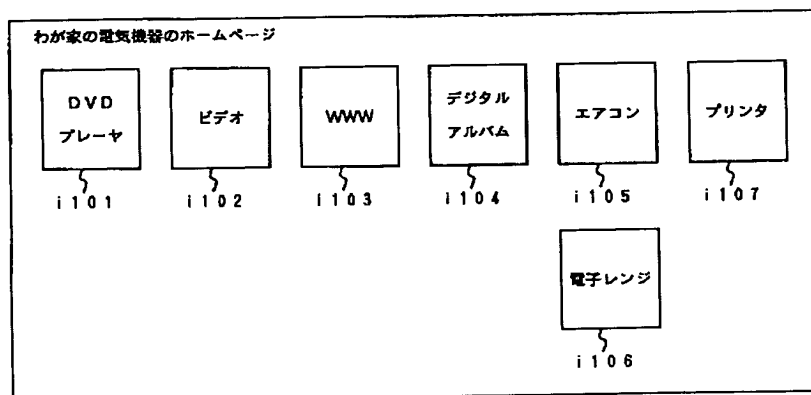 わが家の電気機器のホームページ
DVD
プレーヤ
ビデオ
WWW
デジタル
アルバム
エアコン
プリンタ
i101
i102
i103
i104
i105
i107
電子レンジ
i106